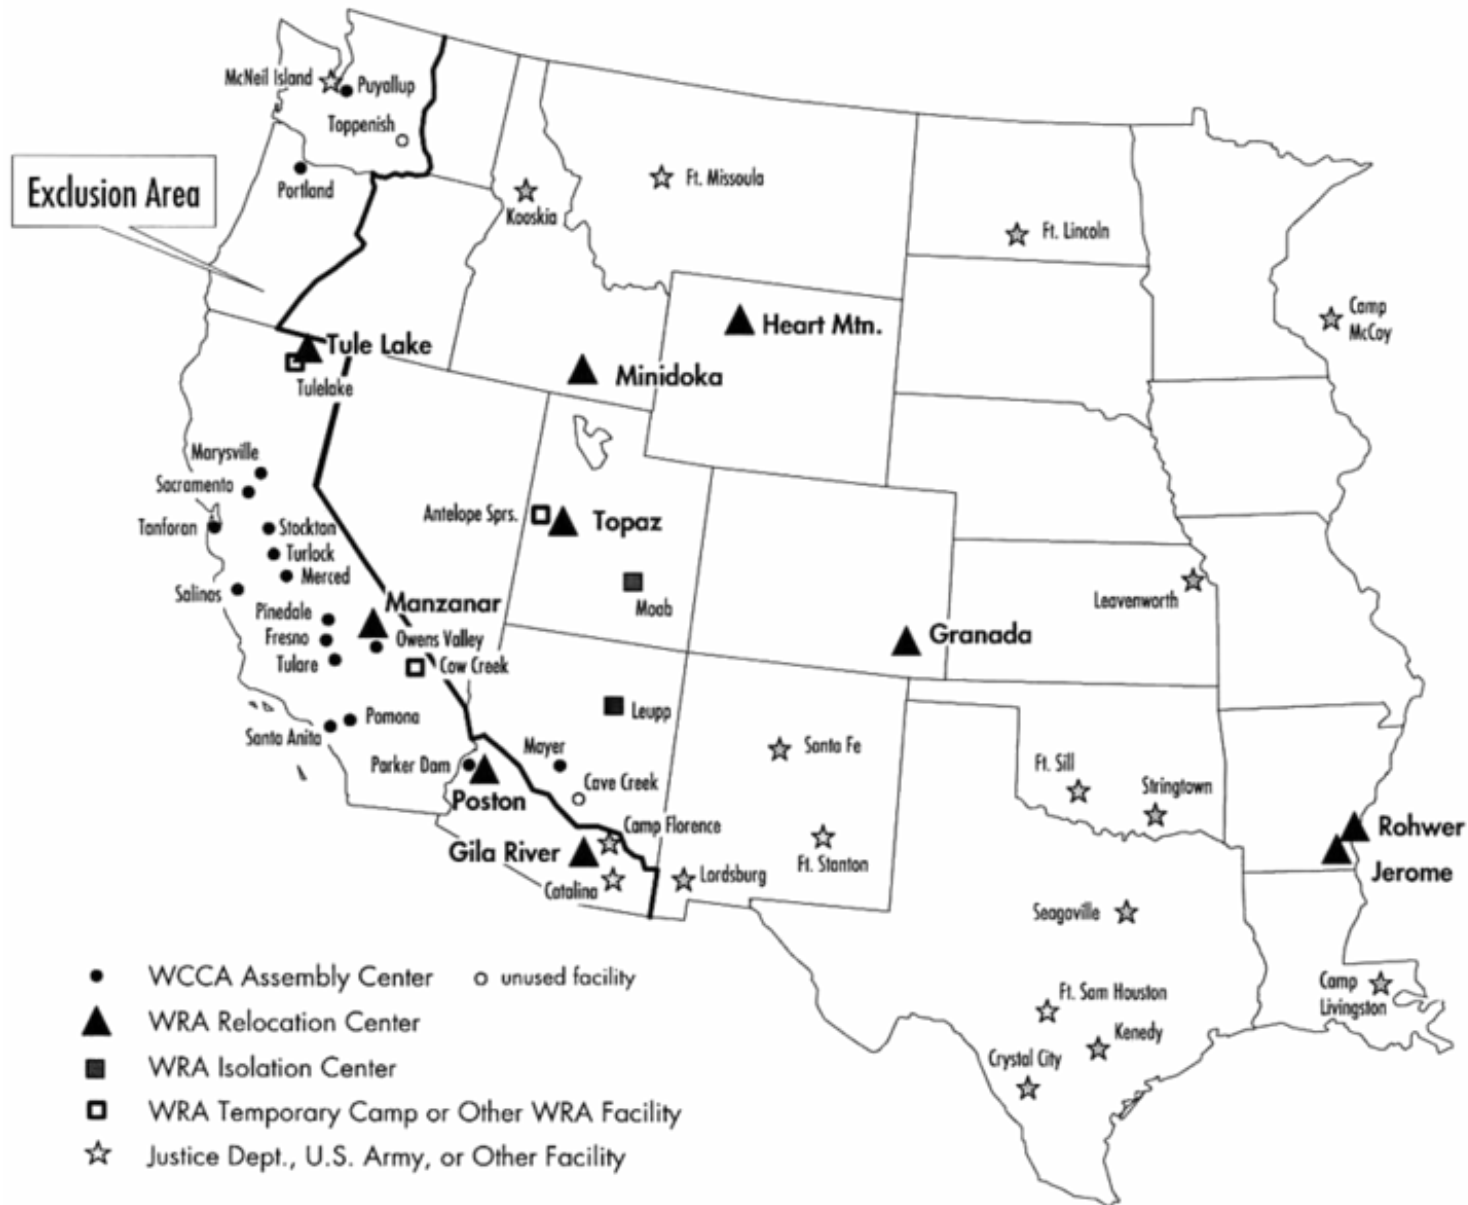 McNeil Island
Puyallup
Toppenish
Exclusion Area
Portland
Kooskia
Ft. Missoula
Ft. Lincoln
Camp
McCoy
Heart Mtn.
Tule Lake
Tulelake
Minidoka
Marysville
Sacramento
Tanforan
Stockton
Turlock
Merced
Salinas
Antelope Sprs.
Topaz
Moab
Leavenworth
Manzanar
Pinedale
Fresno
Tulare
Owens Valley
Cow Creek
Granada
Leupp
Pomona
Santa Anita
Parker Dam
Poston
Mayer
Cave Creek
Santa Fe
Ft. Sill
Stringtown
Camp Florence
Gila River
Catalina
Lordsburg
Ft. Stanton
Rohwer
Jerome
Seagoville
Ft. Sam Houston
Kenedy
Crystal City
Camp
Livingston
WCCA Assembly Center
unused facility
WRA Relocation Center
WRA Isolation Center
WRA Temporary Camp or Other WRA Facility
Justice Dept., U.S. Army, or Other Facility